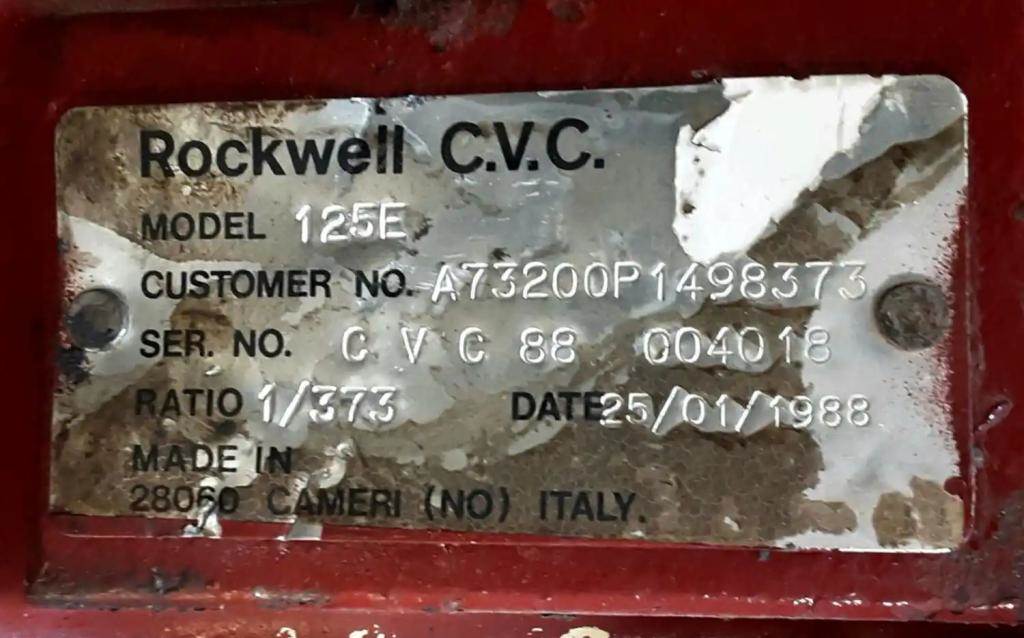 Rockwell C.V.C.
MODEL 125E
CUSTOMER NO. A73200P1498373
SER. NO. C V C 88 004018
RATIO 1/373 DATE 25/01/1988
MADE IN
28060 CAMERI (NO) ITALY.